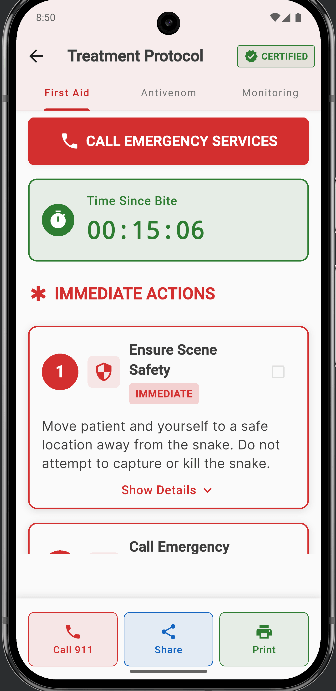 8:50
Treatment Protocol
CERTIFIED
First Aid
Antivenom
Monitoring
CALL EMERGENCY SERVICES
Time Since Bite
00:15:06
IMMEDIATE ACTIONS
1
Ensure Scene
Safety
IMMEDIATE
Move patient and yourself to a safe
location away from the snake. Do not
attempt to capture or kill the snake.
Show Details
Call Emergency
Call 911
Share
Print